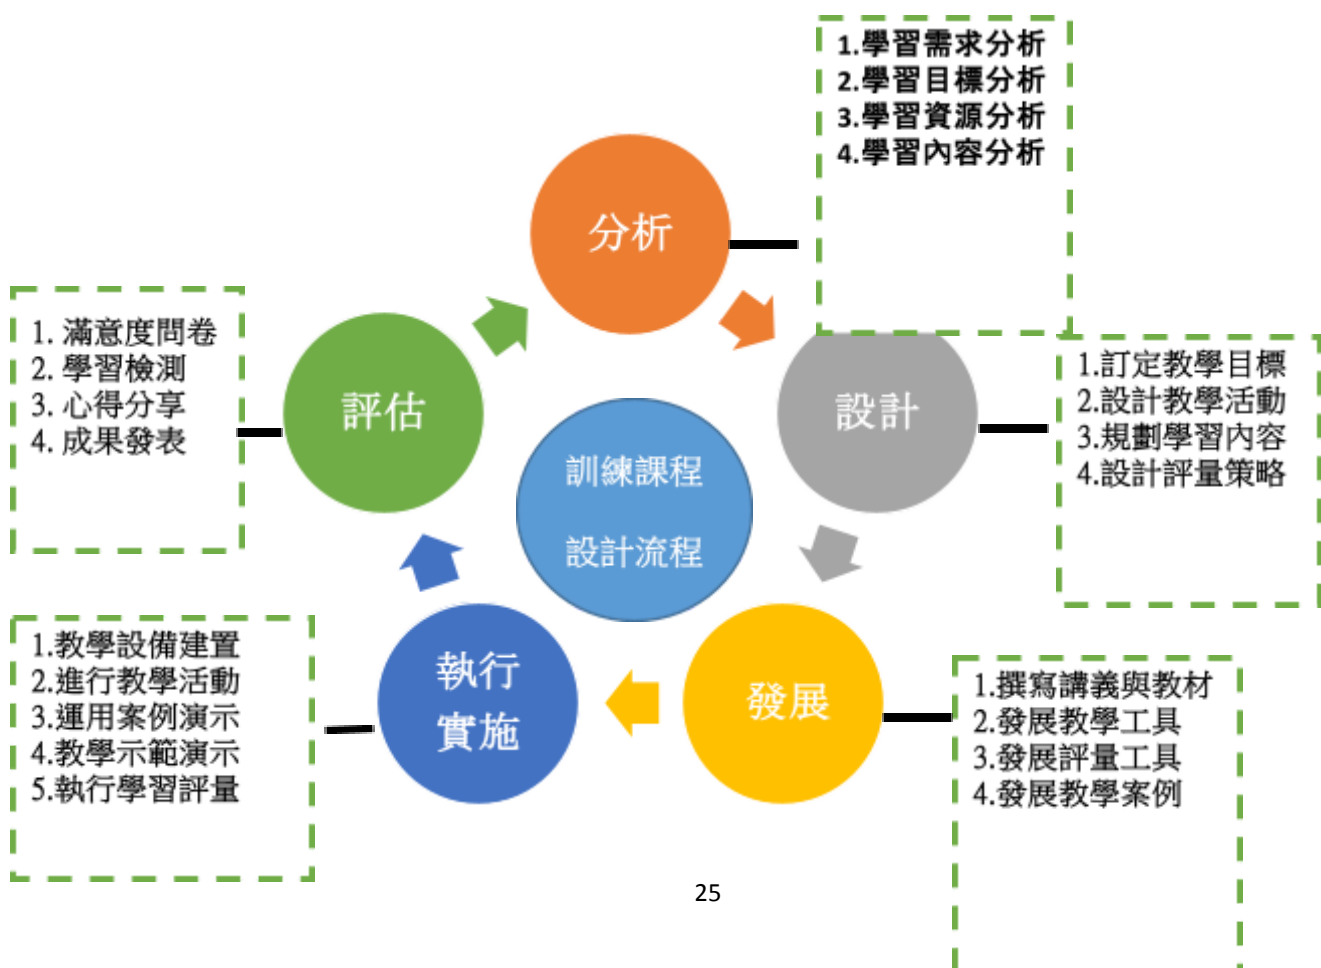 1.學習需求分析
2.學習目標分析
3.學習資源分析
4.學習內容分析
分析
1. 滿意度問卷
2. 學習檢測
3. 心得分享
4. 成果發表
評估
設計
1.訂定教學目標
2.設計教學活動
3.規劃學習內容
4.設計評量策略
訓練課程
設計流程
1.教學設備建置
2.進行教學活動
3.運用案例演示
4.教學示範演示
5.執行學習評量
執行
實施
發展
1.撰寫講義與教材
2.發展教學工具
3.發展評量工具
4.發展教學案例
25